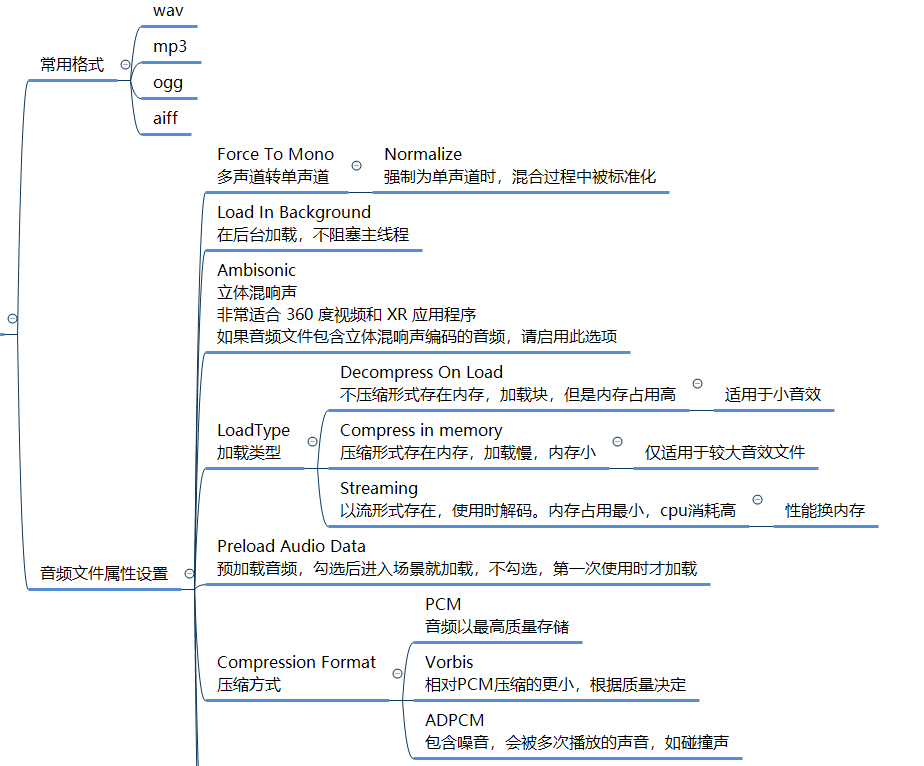 常用格式
wav
mp3
ogg
aiff
音频文件属性设置
Force To Mono
多声道转单声道
Normalize
强制为单声道时，混合过程中被标准化
Load In Background
在后台加载，不阻塞主线程
Ambisonic
立体混响声
非常适合 360 度视频和 XR 应用程序
如果音频文件包含立体混响声编码的音频，请启用此选项
LoadType
加载类型
Decompress On Load
不压缩形式存在内存，加载块，但是内存占用高
适用于小音效
Compress in memory
压缩形式存在内存，加载慢，内存小
仅适用于较大音效文件
Streaming
以流形式存在，使用时解码。内存占用最小，cpu消耗高
性能换内存
Preload Audio Data
预加载音频，勾选后进入场景就加载，不勾选，第一次使用时才加载
Compression Format
压缩方式
PCM
音频以最高质量存储
Vorbis
相对PCM压缩的更小，根据质量决定
ADPCM
包含噪音，会被多次播放的声音，如碰撞声